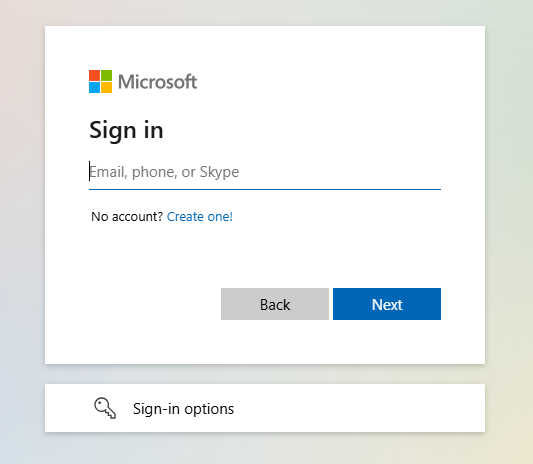 Microsoft
Sign in
Email, phone, or Skype
No account? Create one!
Back
Next
Sign-in options